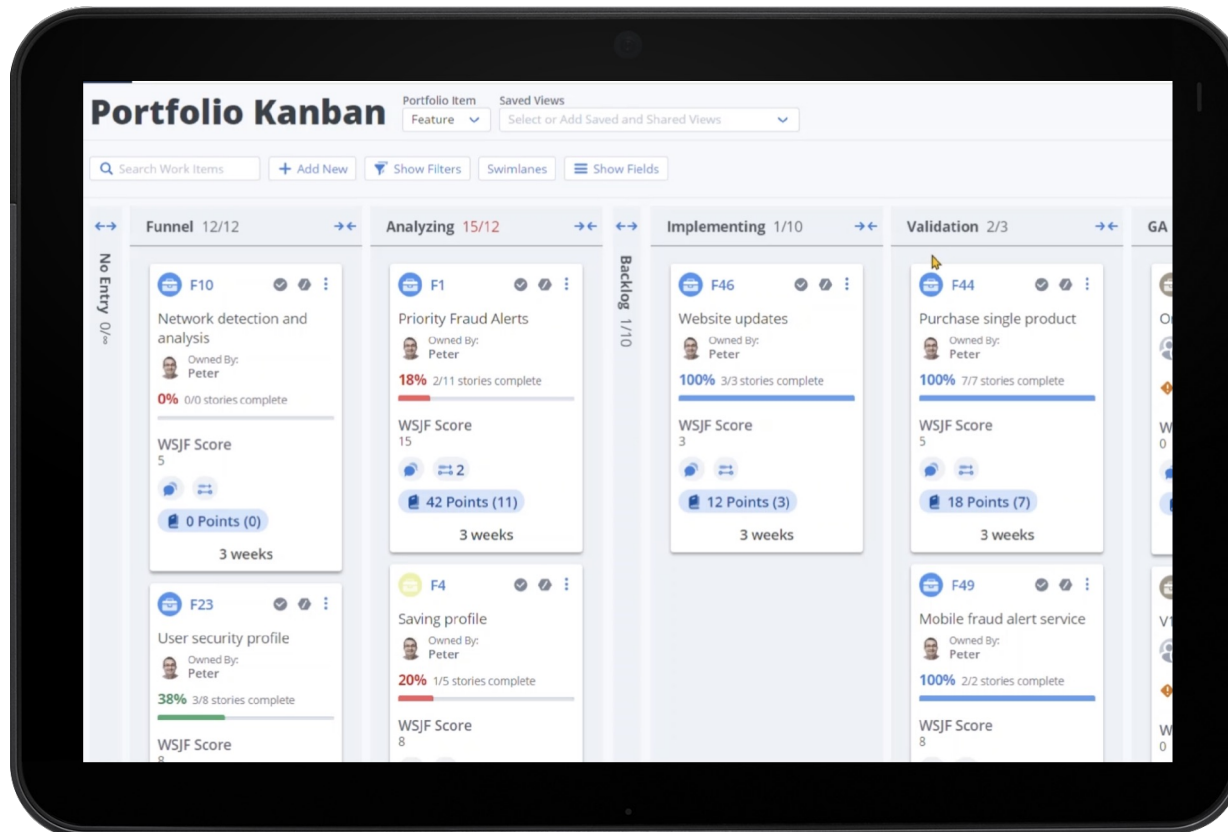 Portfolio Kanban
Portfolio Item
Feature
Saved Views
Select or Add Saved and Shared Views
Search Work Items
Add New
Show Filters
Swimlanes
Show Fields
No Entry 0/∞
Funnel 12/12
F10
Network detection and
analysis
Owned By:
Peter
0% 0/0 stories complete
WSJF Score
5
0 Points (0)
3 weeks
F23
User security profile
Owned By:
Peter
38% 3/8 stories complete
WSJF Score
8
Analyzing 15/12
F1
Priority Fraud Alerts
Owned By:
Peter
18% 2/11 stories complete
WSJF Score
15
2
42 Points (11)
3 weeks
F4
Saving profile
Owned By:
Peter
20% 1/5 stories complete
WSJF Score
8
Backlog 1/10
Implementing 1/10
F46
Website updates
Owned By:
Peter
100% 3/3 stories complete
WSJF Score
3
12 Points (3)
3 weeks
Validation 2/3
F44
Purchase single product
Owned By:
Peter
100% 7/7 stories complete
WSJF Score
5
18 Points (7)
3 weeks
F49
Mobile fraud alert service
Owned By:
Peter
100% 2/2 stories complete
WSJF Score
8
GA
0
0